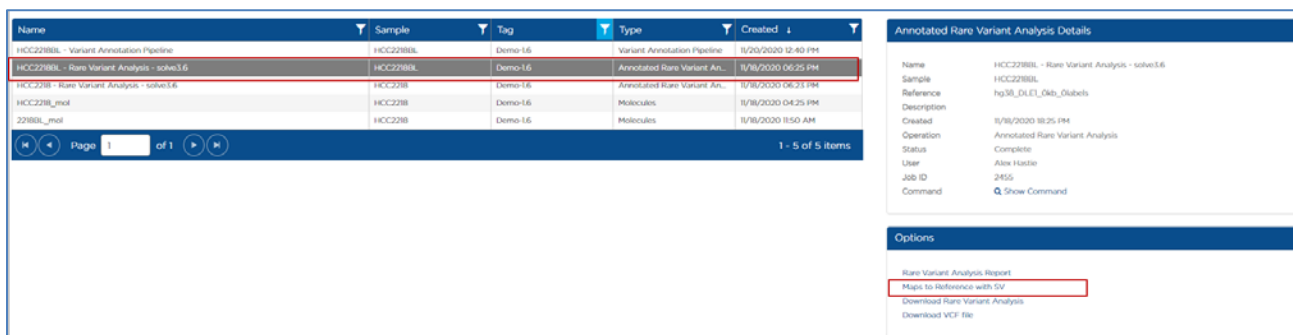 Name Sample Tag Type Created ↓
HCC2218BL - Variant Annotation Pipeline HCC2218BL Demo-1.6 Variant Annotation Pipeline 11/20/2020 12:40 PM
HCC2218BL - Rare Variant Analysis - solve3.6 HCC2218BL Demo-1.6 Annotated Rare Variant An... 11/18/2020 06:25 PM
HCC2218 - Rare Variant Analysis - solve3.6 HCC2218 Demo-1.6 Annotated Rare Variant An... 11/18/2020 06:23 PM
HCC2218_mol HCC2218 Demo-1.6 Molecules 11/18/2020 04:25 PM
2218BL_mol HCC2218 Demo-1.6 Molecules 11/18/2020 11:50 AM
Page 1 of 1 1 - 5 of 5 items
Annotated Rare Variant Analysis Details
Name HCC2218BL - Rare Variant Analysis - solve3.6
Sample HCC2218BL
Reference hg38_DLE1_0kb_0labels
Description
Created 11/18/2020 18:25 PM
Operation Annotated Rare Variant Analysis
Status Complete
User Alex Hastie
Job ID 2455
Command Show Command
Options
Rare Variant Analysis Report
Maps to Reference with SV
Download Rare Variant Analysis
Download VCF file